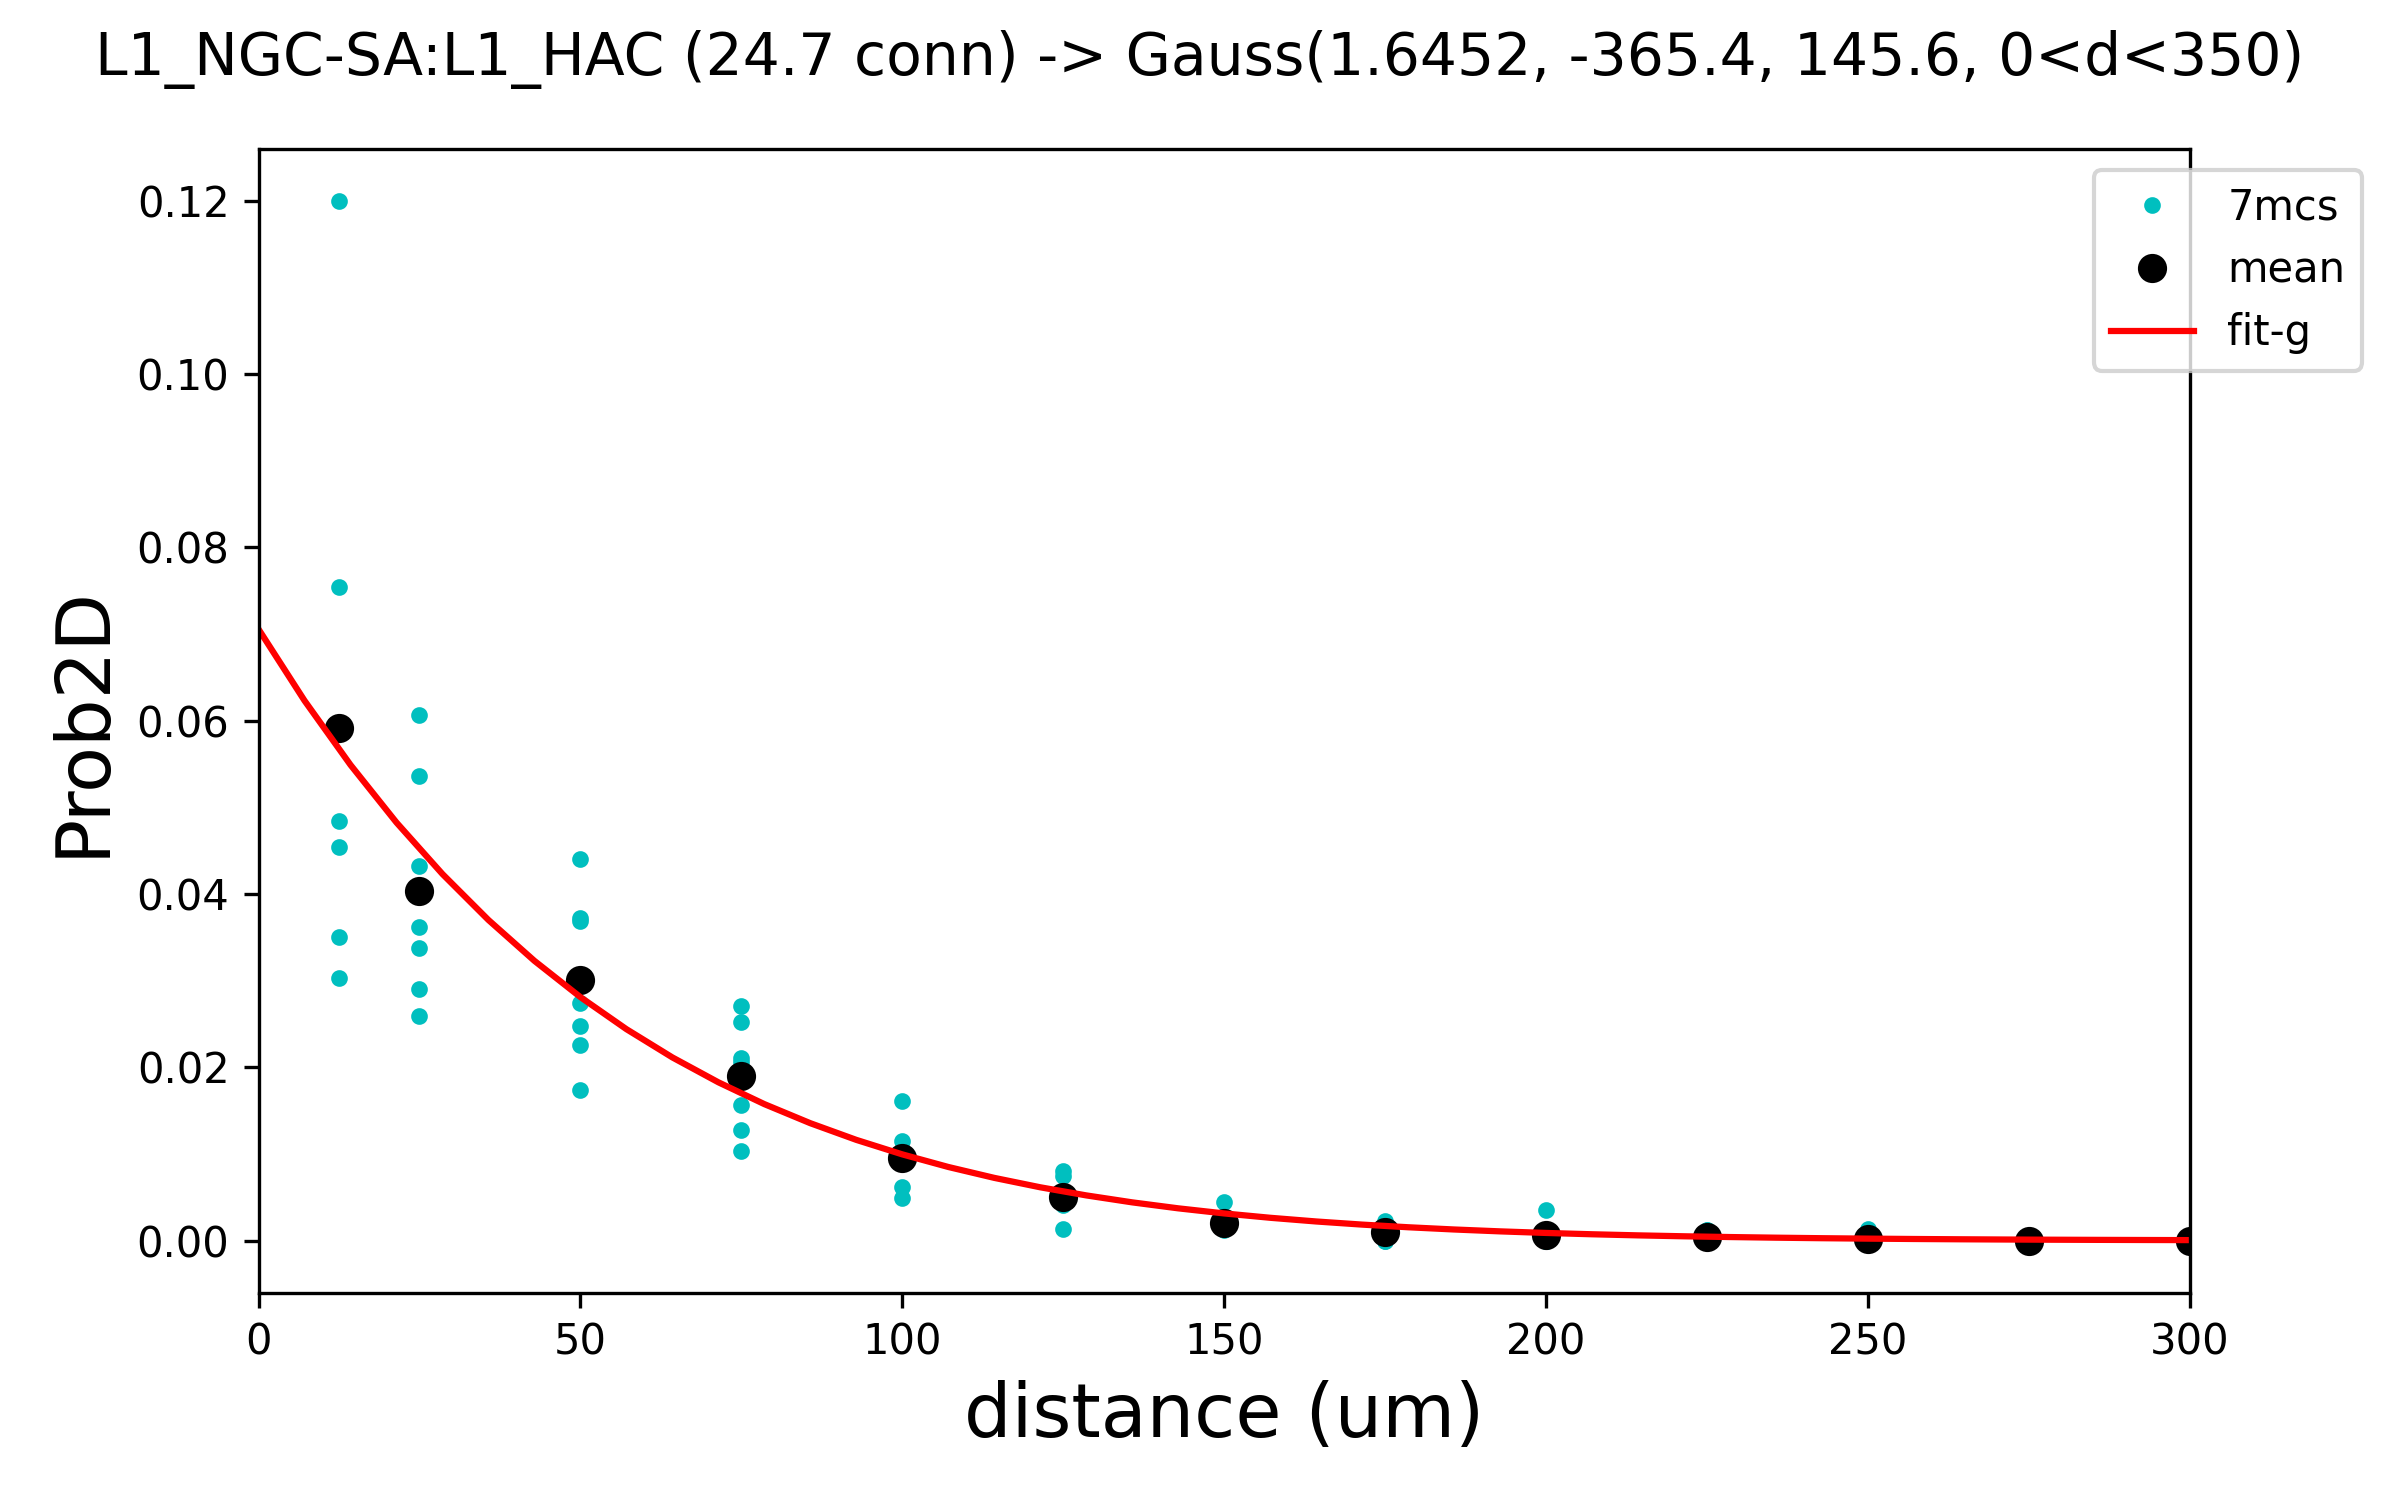 L1_NGC-SA:L1_HAC (24.7 conn) -> Gauss(1.6452, -365.4, 145.6, 0<d<350)
7mcs
mean
fit-g
Prob2D
0.12
0.10
0.08
0.06
0.04
0.02
0.00
0 50 100 150 200 250 300
distance (um)